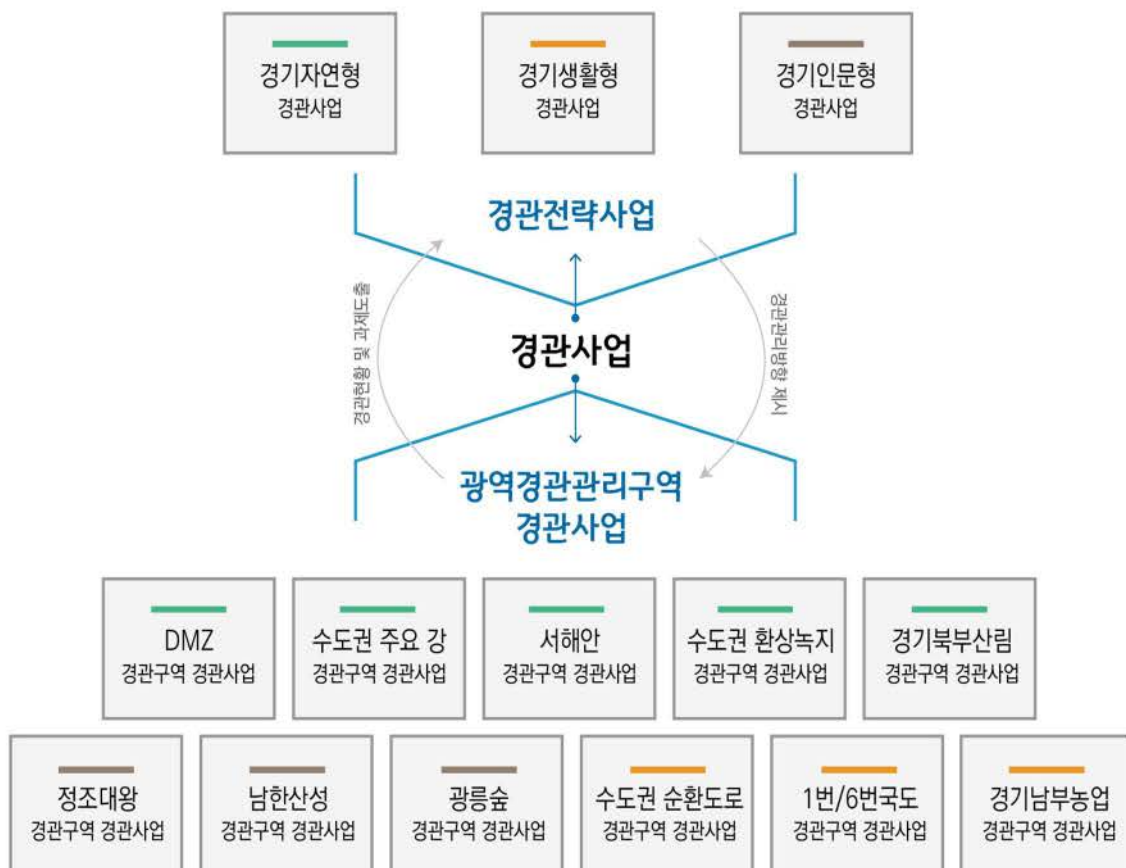 경기자연형
경관사업
경기생활형
경관사업
경기인문형
경관사업
경관전략사업
경관현황 및 과제도출
경관사업
경관관리방향 제시
광역경관관리구역
경관사업
DMZ
경관구역 경관사업
수도권 주요 강
경관구역 경관사업
서해안
경관구역 경관사업
수도권 환상녹지
경관구역 경관사업
경기북부산림
경관구역 경관사업
정조대왕
경관구역 경관사업
남한산성
경관구역 경관사업
광릉숲
경관구역 경관사업
수도권 순환도로
경관구역 경관사업
1번/6번국도
경관구역 경관사업
경기남부농업
경관구역 경관사업